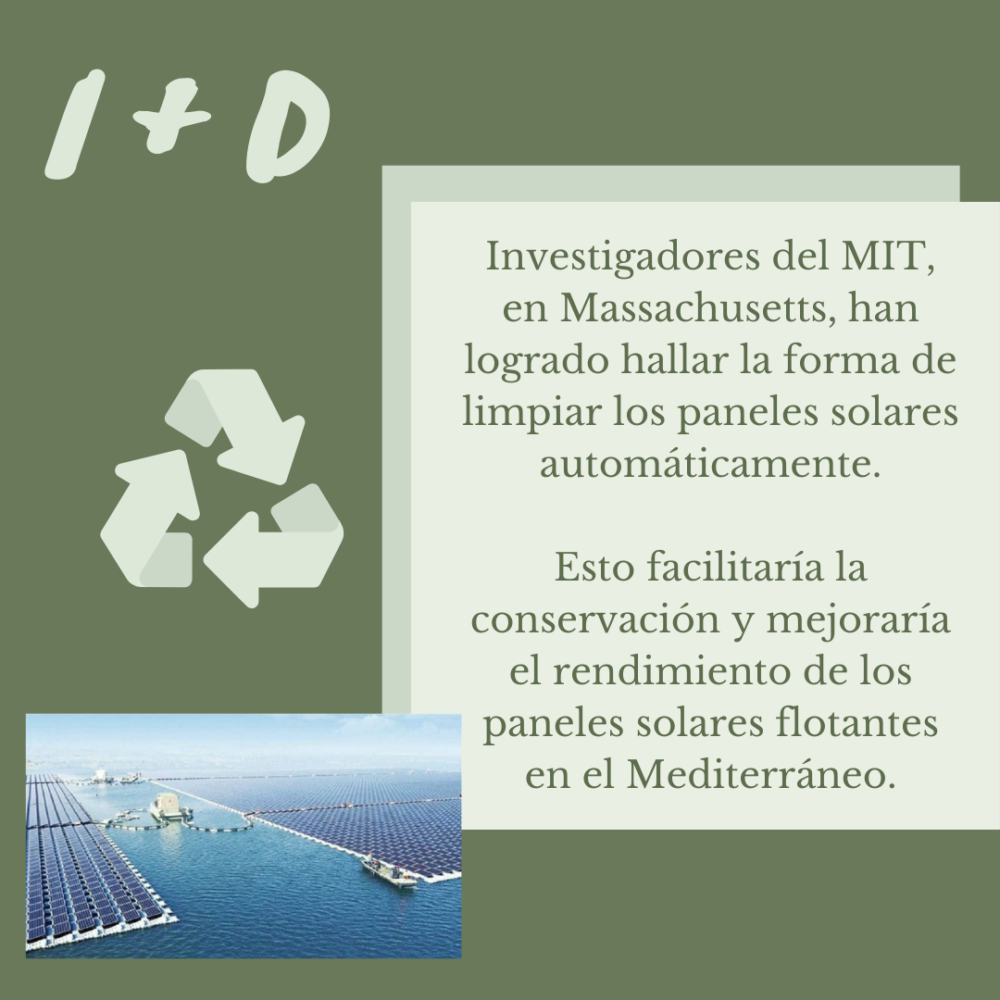 I + D
Investigadores del MIT,
en Massachusetts, han
logrado hallar la forma de
limpiar los paneles solares
automáticamente.
Esto facilitaría la
conservación y mejoraría
el rendimiento de los
paneles solares flotantes
en el Mediterráneo.